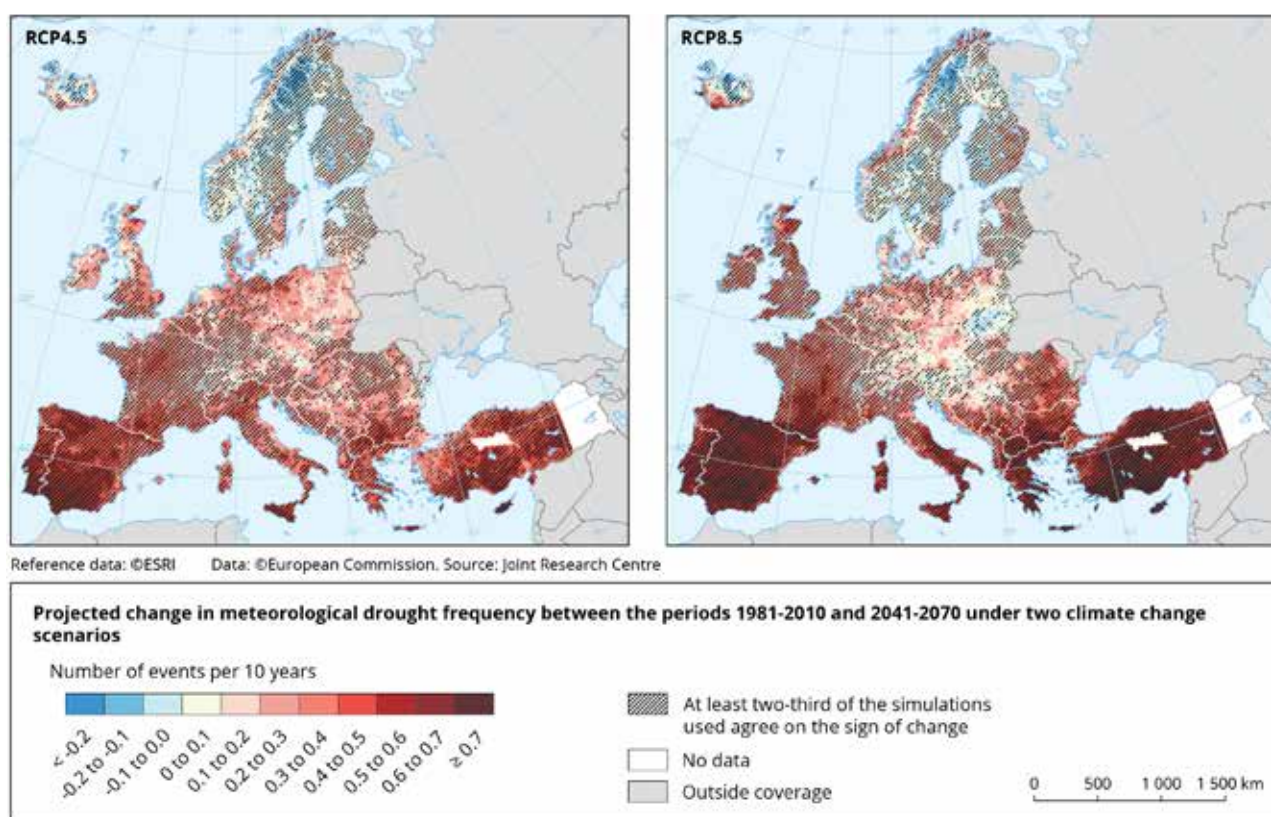 RCP4.5
RCP8.5
Reference data: ©ESRI Data: ©European Commission. Source: Joint Research Centre
Projected change in meteorological drought frequency between the periods 1981-2010 and 2041-2070 under two climate change
scenarios
Number of events per 10 years
< -0.2
-0.2 to -0.1
-0.1 to 0.0
0 to 0.1
0.1 to 0.2
0.2 to 0.3
0.3 to 0.4
0.4 to 0.5
0.5 to 0.6
0.6 to 0.7
≥ 0.7
At least two-third of the simulations
used agree on the sign of change
No data
Outside coverage
0 500 1 000 1 500 km